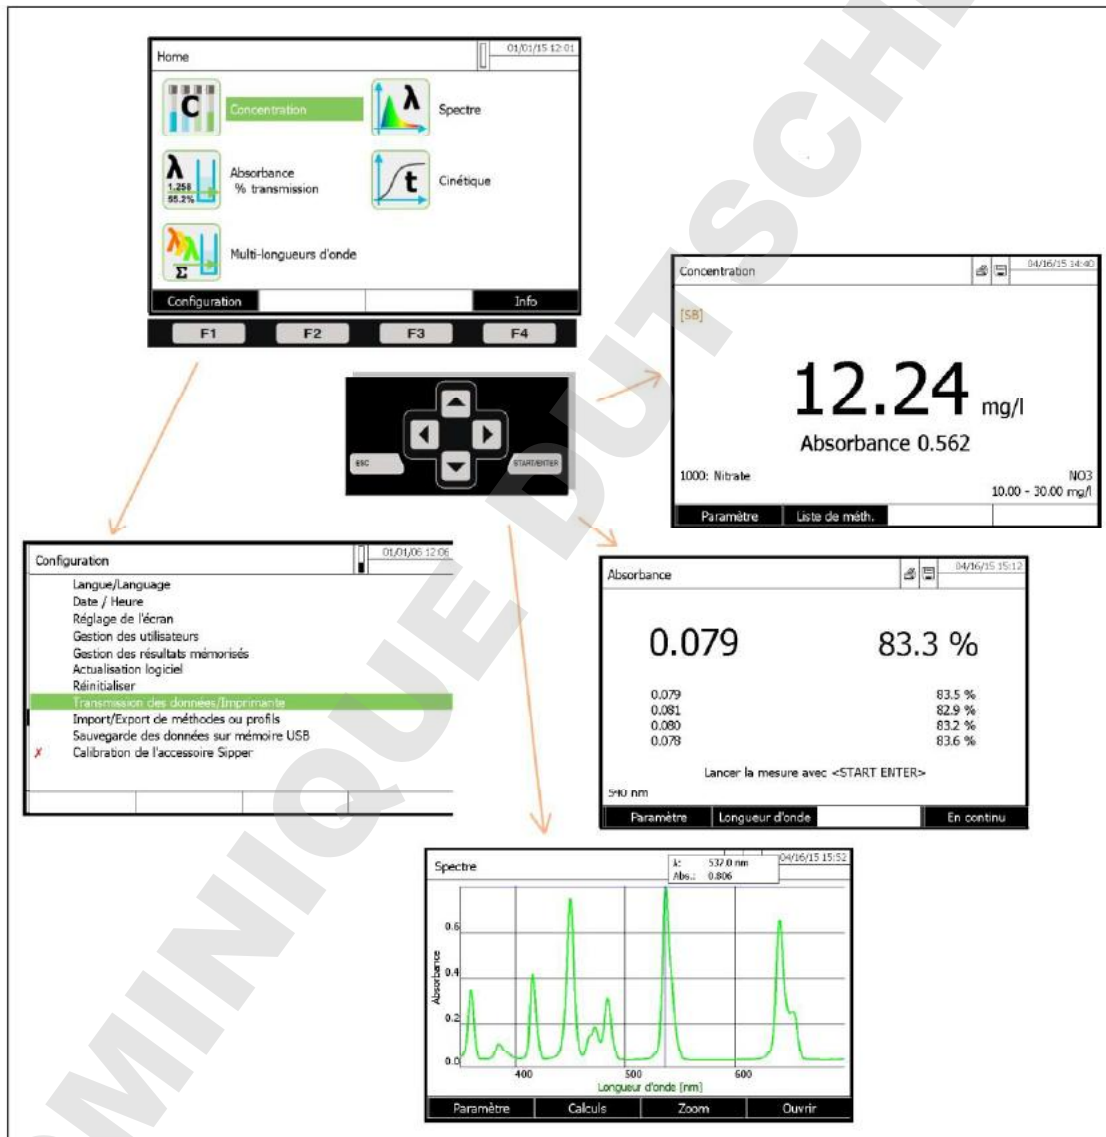 Home
01/01/15 12:01
C
Concentration
λ
Spectre
λ
1.258
55.2%
Absorbance
% transmission
t
Cinétique
λλλ
Σ
Multi-longueurs d'onde
Configuration
Info
F1
F2
F3
F4
ESC
START/ENTER
Concentration
04/16/15 14:40
[SB]
12.24 mg/l
Absorbance 0.562
1000: Nitrate
NO3
10.00 - 30.00 mg/l
Paramètre
Liste de méth.
Configuration
01/01/06 12:06
Langue/Language
Date / Heure
Réglage de l'écran
Gestion des utilisateurs
Gestion des résultats mémorisés
Actualisation logiciel
Réinitialiser
Transmission des données/Imprimante
Import/Export de méthodes ou profils
Sauvegarde des données sur mémoire USB
✗ Calibration de l'accessoire Sipper
Absorbance
04/16/15 15:12
0.079 83.3 %
0.079 83.5 %
0.081 82.9 %
0.080 83.2 %
0.078 83.6 %
Lancer la mesure avec <START ENTER>
540 nm
Paramètre
Longueur d'onde
En continu
Spectre
λ: 537.0 nm
Abs.: 0.806
04/16/15 15:52
Absorbance
0.6
0.4
0.2
0.0
400
500
600
Longueur d'onde [nm]
Paramètre
Calculs
Zoom
Ouvrir
MINIQUE DUTSCHE